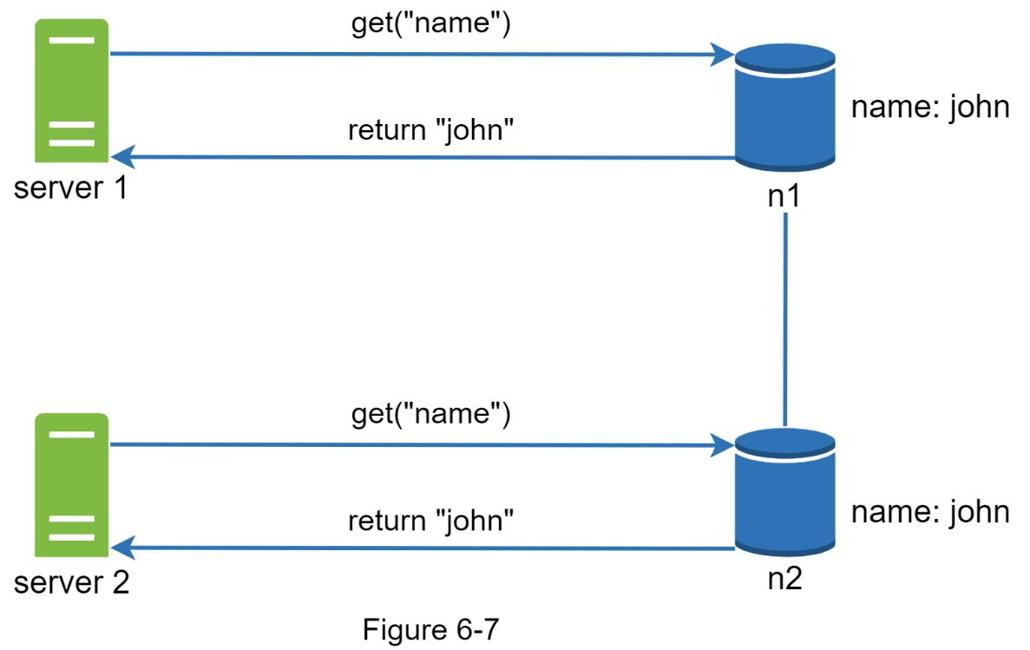 get("name")
name: john
return "john"
server 1
n1
get("name")
name: john
return "john"
server 2
n2
Figure 6-7